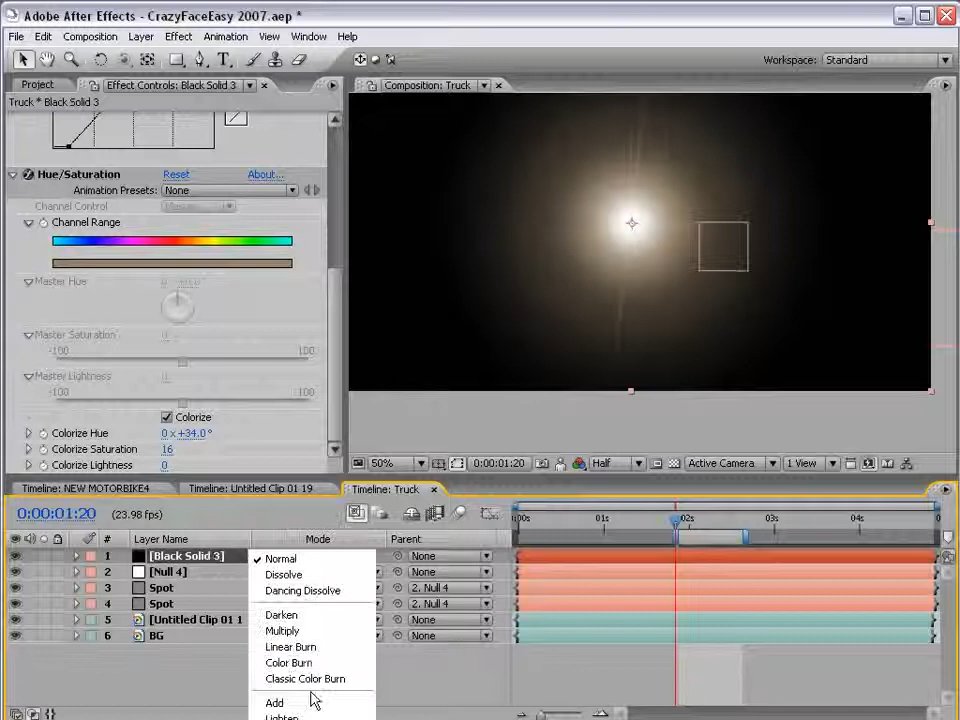 Adobe After Effects - CrazyFaceEasy 2007.aep *
File Edit Composition Layer Effect Animation View Window Help
Workspace: Standard
Project Effect Controls: Black Solid 3
Composition: Truck
Truck * Black Solid 3
Hue/Saturation Reset About...
Animation Presets: None
Channel Control
Channel Range
Master Hue
Master Saturation
-100 100
Master Lightness
-100 100
Colorize
Colorize Hue 0 x +34.0°
Colorize Saturation 16
Colorize Lightness 0
50% 0:00:01:20 Half Active Camera 1 View
Timeline: NEW MOTORBIKE4 Timeline: Untitled Clip 01 19 Timeline: Truck
0:00:01:20 (23.98 fps)
# Layer Name Mode Parent
00s 01s 02s 03s 04s
1 [Black Solid 3] None
2 [Null 4] None
3 Spot 2. Null 4
4 Spot 2. Null 4
5 [Untitled Clip 01 1 None
6 BG None
Normal
Dissolve
Dancing Dissolve
Darken
Multiply
Linear Burn
Color Burn
Classic Color Burn
Add
Lighten